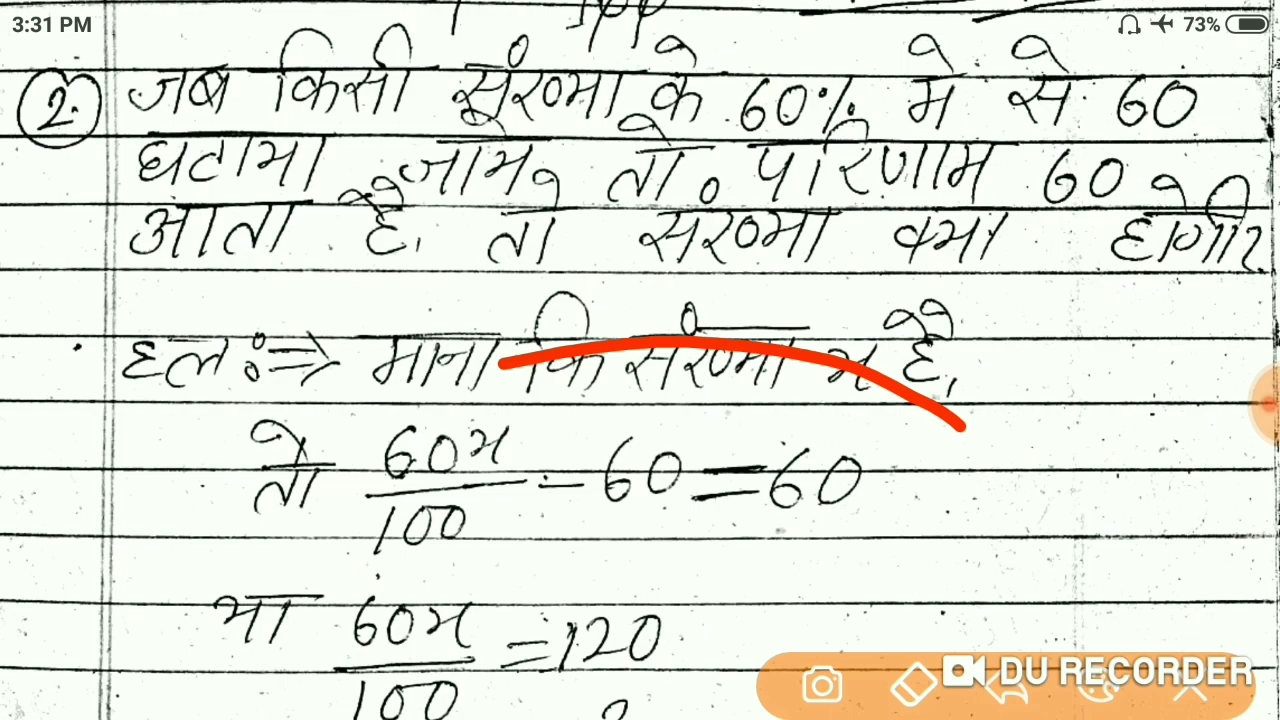 3:31 PM 73%
2. जब किसी संख्या के 60% मे से 60
घटाया जाये, तो परिणाम 60
आता है, तो संख्या क्या होगी?
हल :⇒ माना कि संख्या x है,
तो 60x/100 - 60 = 60
या 60x/100 = 120
DU RECORDER